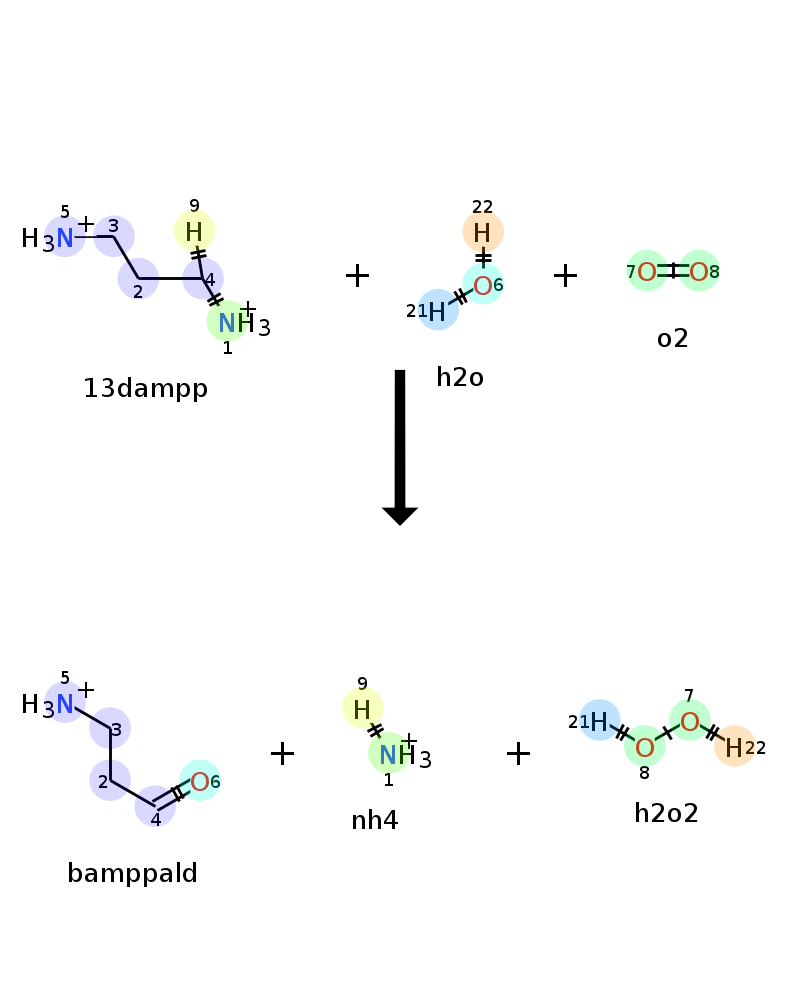 5 + 3 9
H₃N H
2 4 +
NH₃
1
13dampp
+
22
H
O6
21H
h2o
+
7O O8
o2
5 +
H₃N
3
2
4
O6
bamppald
+
9
H
+
NH₃
1
nh4
+
7
21H O
O H22
8
h2o2